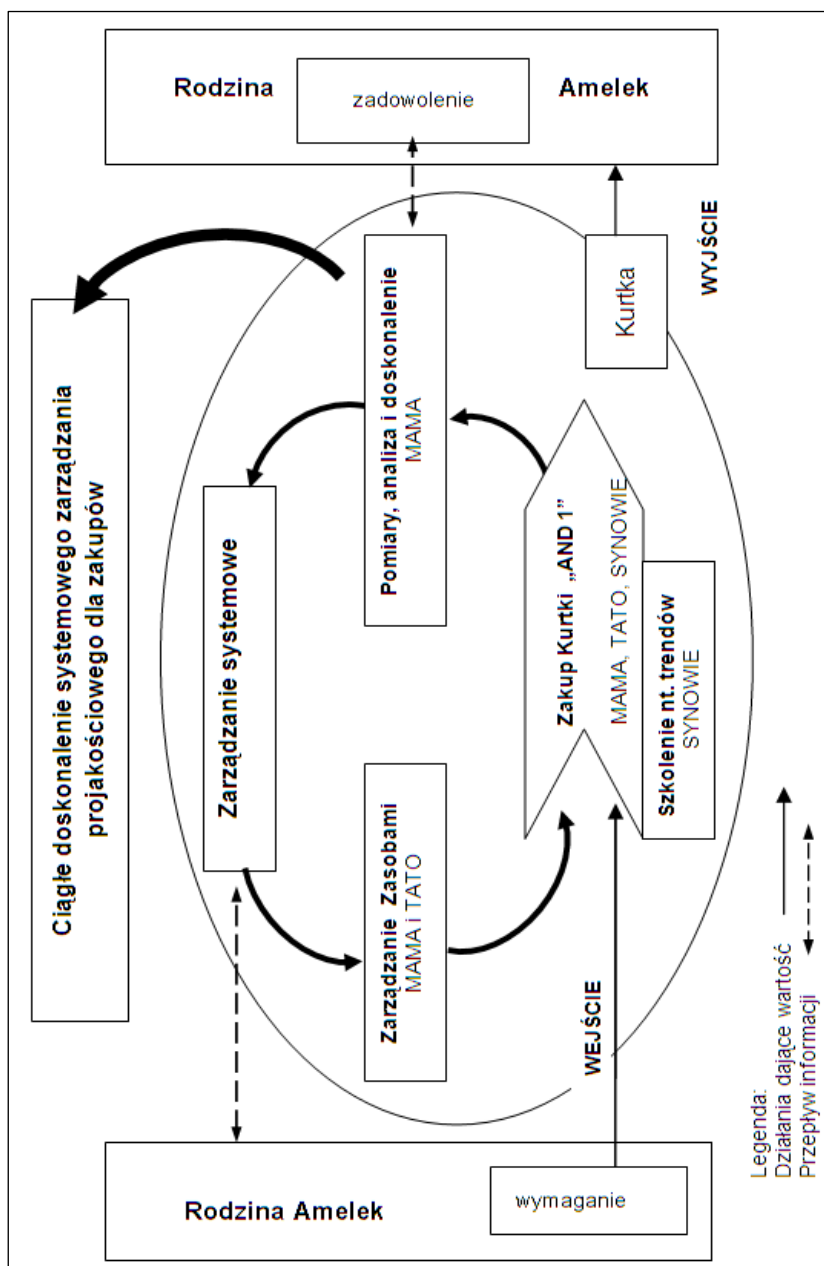 Rodzina Amelek
zadowolenie
Ciągłe doskonalenie systemowego zarządzania
projakościowego dla zakupów
Zarządzanie systemowe
Pomiary, analiza i doskonalenie
MAMA
Kurtka
WYJŚCIE
Zarządzanie Zasobami
MAMA i TATO
Zakup Kurtki „AND 1”
MAMA, TATO, SYNOWIE
Szkolenie nt. trendów
SYNOWIE
WEJŚCIE
Rodzina Amelek
wymaganie
Legenda:
Działania dające wartość
Przepływ informacji